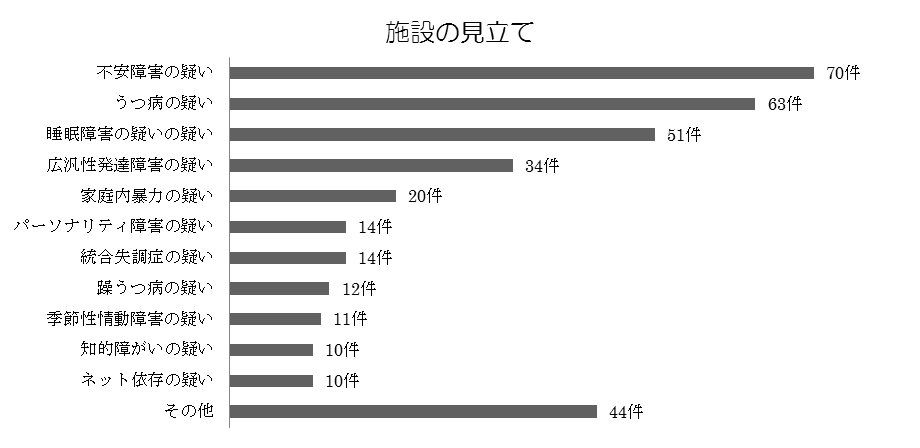 施設の見立て
不安障害の疑い 70件
うつ病の疑い 63件
睡眠障害の疑いの疑い 51件
広汎性発達障害の疑い 34件
家庭内暴力の疑い 20件
パーソナリティ障害の疑い 14件
統合失調症の疑い 14件
躁うつ病の疑い 12件
季節性情動障害の疑い 11件
知的障がいの疑い 10件
ネット依存の疑い 10件
その他 44件